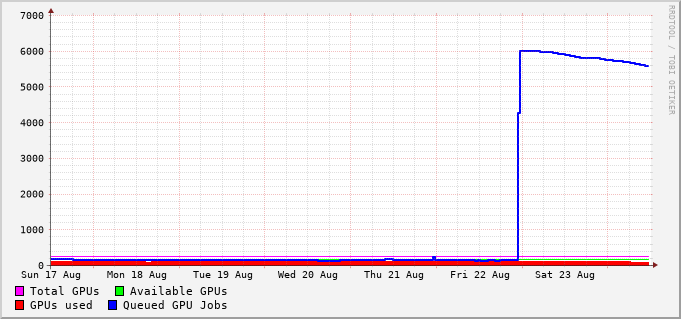 RRDTOOL / TOBI OETIKER
7000
6000
5000
4000
3000
2000
1000
0
Sun 17 Aug Mon 18 Aug Tue 19 Aug Wed 20 Aug Thu 21 Aug Fri 22 Aug Sat 23 Aug
Total GPUs Available GPUs
GPUs used Queued GPU Jobs